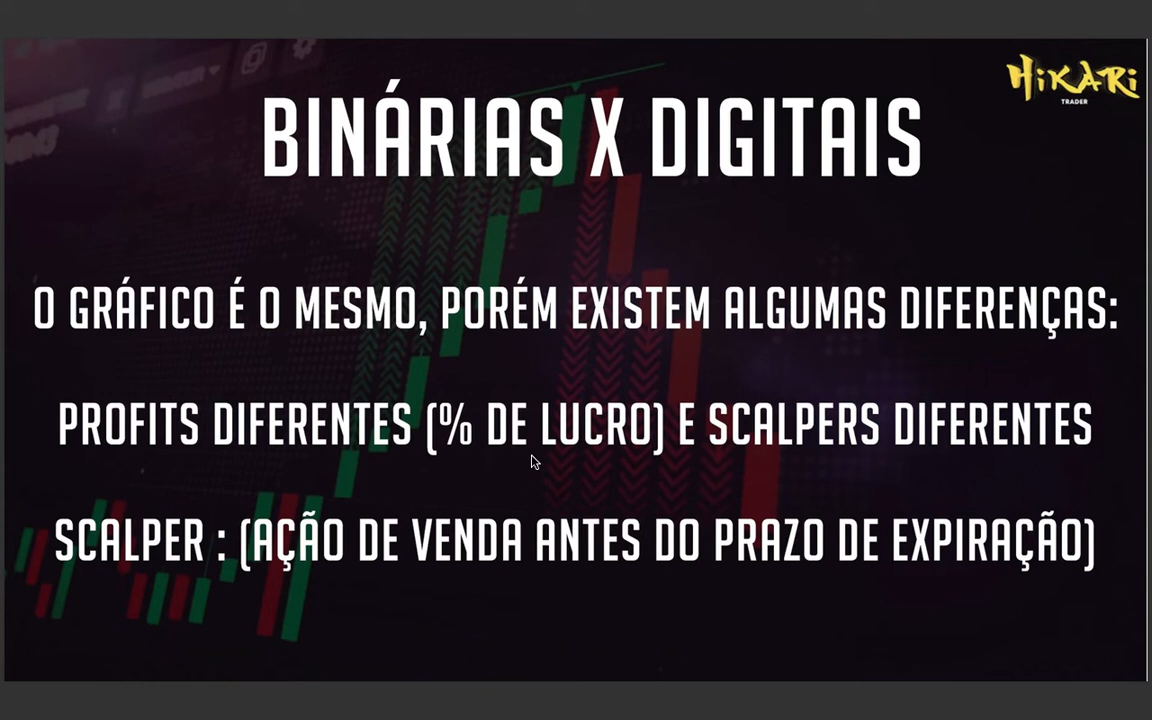 HIKARI
TRADER
BINÁRIAS X DIGITAIS
O GRÁFICO É O MESMO, PORÉM EXISTEM ALGUMAS DIFERENÇAS:
PROFITS DIFERENTES (% DE LUCRO) E SCALPERS DIFERENTES
SCALPER : (AÇÃO DE VENDA ANTES DO PRAZO DE EXPIRAÇÃO)